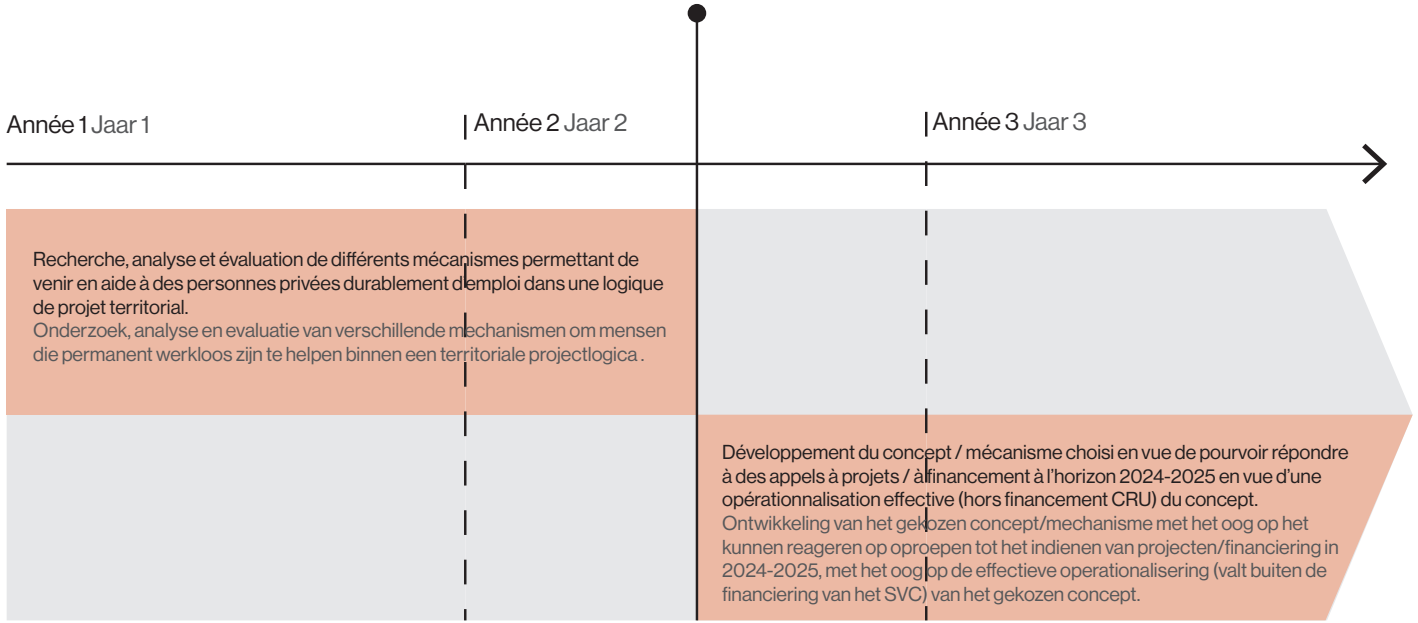 Année 1 Jaar 1
Année 2 Jaar 2
Année 3 Jaar 3
Recherche, analyse et évaluation de différents mécanismes permettant de
venir en aide à des personnes privées durablement d'emploi dans une logique
de projet territorial.
Onderzoek, analyse en evaluatie van verschillende mechanismen om mensen
die permanent werkloos zijn te helpen binnen een territoriale projectlogica .
Développement du concept / mécanisme choisi en vue de pourvoir répondre
à des appels à projets / à financement à l'horizon 2024-2025 en vue d'une
opérationnalisation effective (hors financement CRU) du concept.
Ontwikkeling van het gekozen concept/mechanisme met het oog op het
kunnen reageren op oproepen tot het indienen van projecten/financiering in
2024-2025, met het oog op de effectieve operationalisering (valt buiten de
financiering van het SVC) van het gekozen concept.